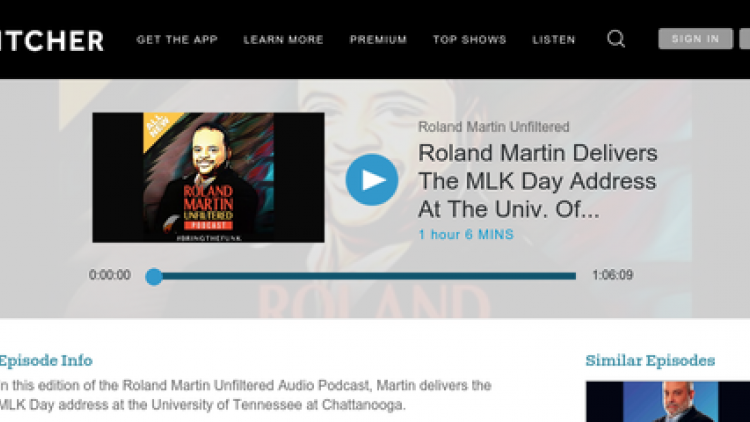 ITCHER
GET THE APP LEARN MORE PREMIUM TOP SHOWS LISTEN SIGN IN
ALL NEW
ROLAND
MARTIN
UNFILTERED
PODCAST
#BRINGTHEFUNK
Roland Martin Unfiltered
Roland Martin Delivers
The MLK Day Address
At The Univ. Of...
1 hour 6 MINS
0:00:00 1:06:09
ROLAND
Episode Info
In this edition of the Roland Martin Unfiltered Audio Podcast, Martin delivers the
MLK Day address at the University of Tennessee at Chattanooga.
Similar Episodes